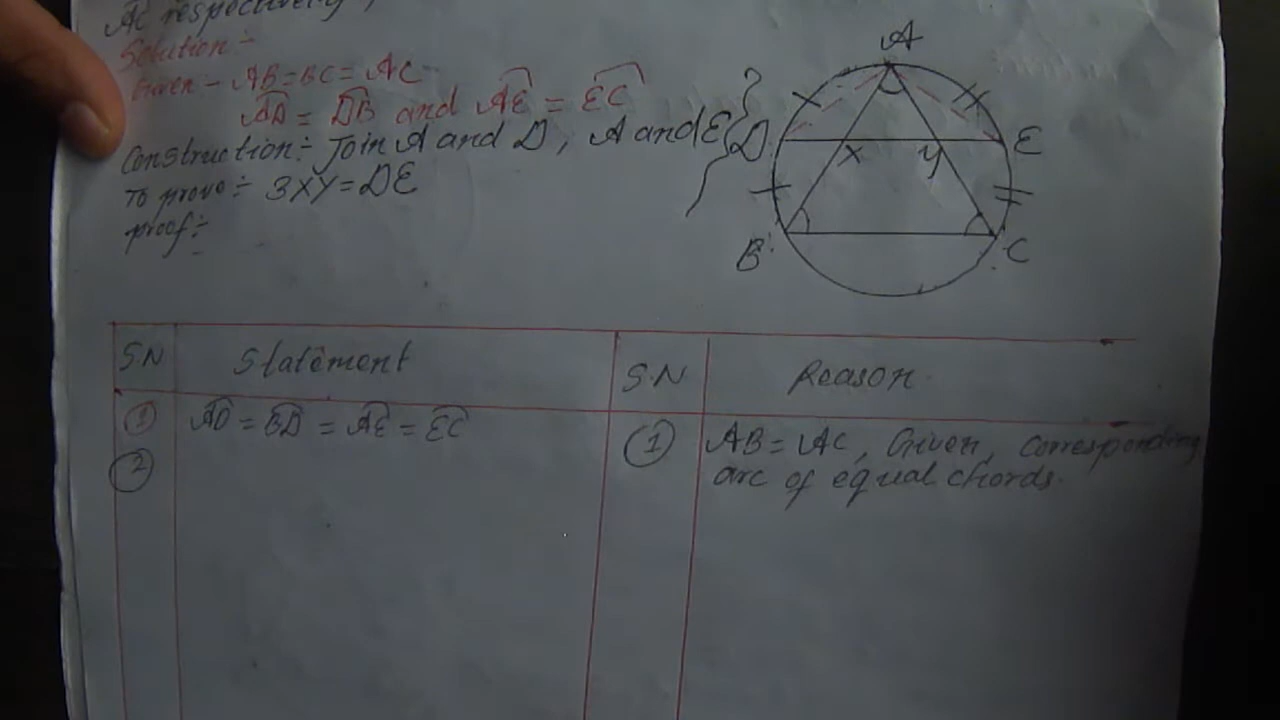 AC respectively,
Solution :-
Given :- AB = BC = AC
AD = DB and AE = EC
Construction :- Join A and D, A and E
To prove :- 3XY = DE
proof :-
A
D
E
X
y
B
C
S.N
Statement
S.N
Reason
1
AD = BD = AE = EC
1
AB = AC, Given, corresponding
arc of equal chords.
2